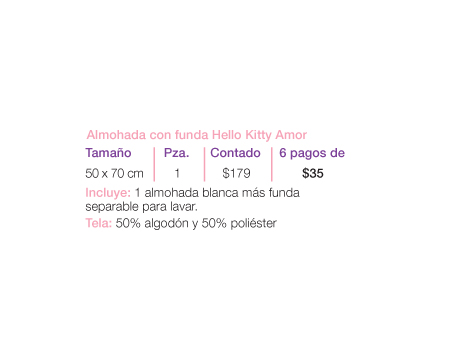 Almohada con funda Hello Kitty Amor
Tamaño Pza. Contado 6 pagos de
50 x 70 cm 1 $179 $35
Incluye: 1 almohada blanca más funda
separable para lavar.
Tela: 50% algodón y 50% poliéster